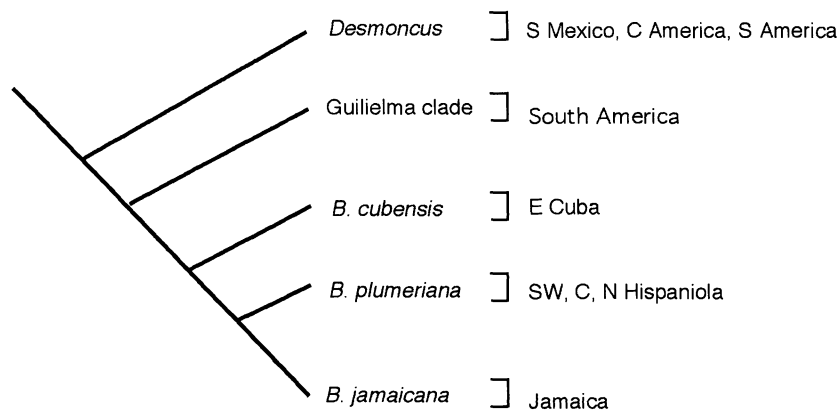 Desmoncus ] S Mexico, C America, S America
Guilielma clade ] South America
B. cubensis ] E Cuba
B. plumeriana ] SW, C, N Hispaniola
B. jamaicana ] Jamaica